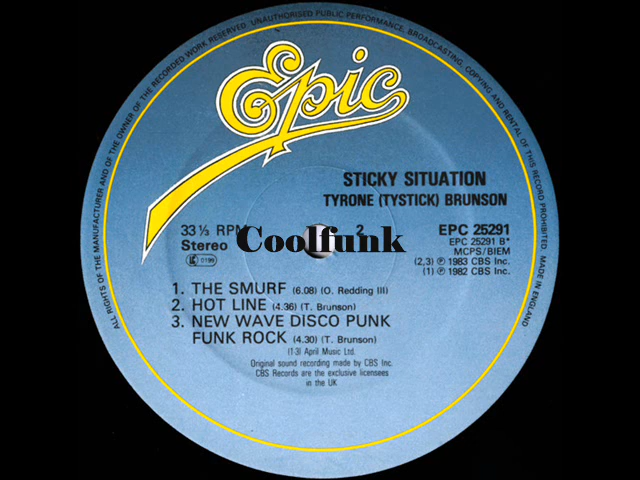 ALL RIGHTS OF THE MANUFACTURER AND OF THE OWNER OF THE RECORDED WORK RESERVED. UNAUTHORISED PUBLIC PERFORMANCE, BROADCASTING, COPYING AND RENTAL OF THIS RECORD PROHIBITED. MADE IN ENGLAND
Epic
STICKY SITUATION
TYRONE (TYSTICK) BRUNSON
33⅓ RPM 2 EPC 25291
Stereo EPC 25291 B*
Coolfunk
MCPS/BIEM
LC 0199
(2,3) ℗ 1983 CBS Inc.
(1) ℗ 1982 CBS Inc.
1. THE SMURF (6.08) (O. Redding III)
2. HOT LINE (4.36) (T. Brunson)
3. NEW WAVE DISCO PUNK
FUNK ROCK (4.30) (T. Brunson)
(1-3) April Music Ltd.
Original sound recording made by CBS Inc.
CBS Records are the exclusive licensees
in the UK